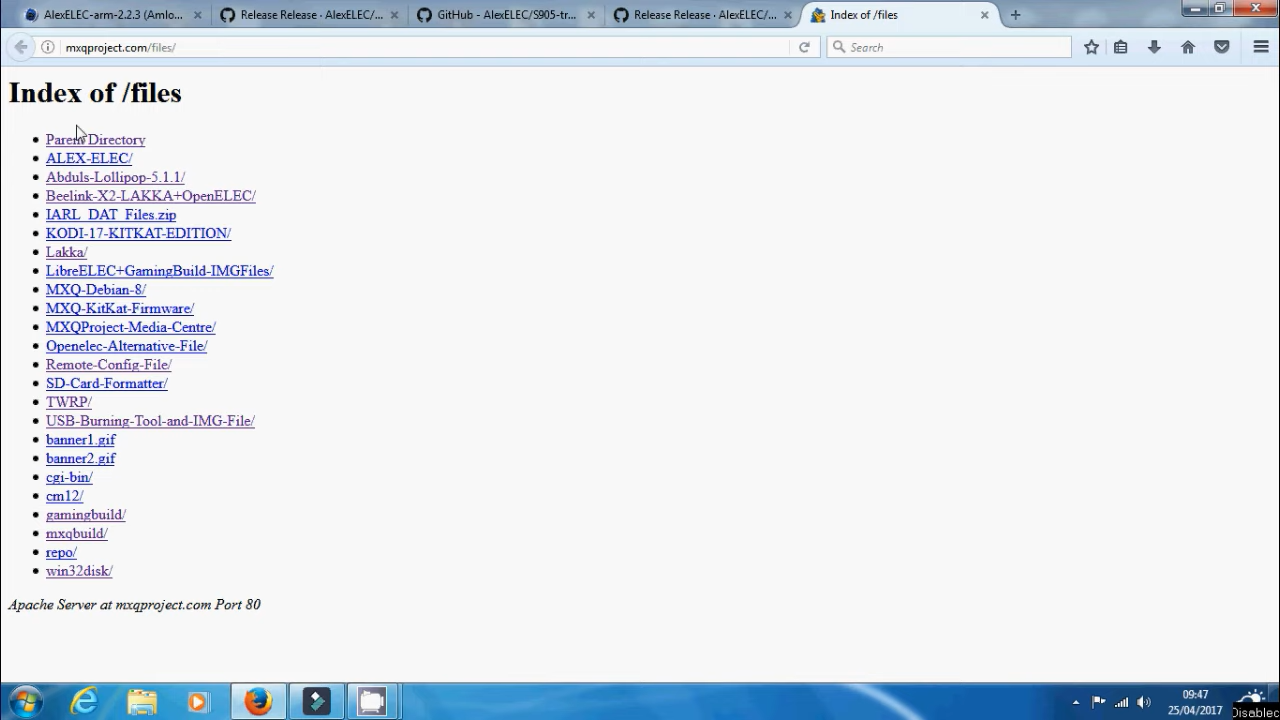 AlexELEC-arm-2.2.3 (Amlo...
Release Release · AlexELEC/...
GitHub - AlexELEC/S905-tr...
Release Release · AlexELEC/...
Index of /files
mxqproject.com/files/
Search
Index of /files
Parent Directory
ALEX-ELEC/
Abduls-Lollipop-5.1.1/
Beelink-X2-LAKKA+OpenELEC/
IARL_DAT_Files.zip
KODI-17-KITKAT-EDITION/
Lakka/
LibreELEC+GamingBuild-IMGFiles/
MXQ-Debian-8/
MXQ-KitKat-Firmware/
MXQProject-Media-Centre/
Openelec-Alternative-File/
Remote-Config-File/
SD-Card-Formatter/
TWRP/
USB-Burning-Tool-and-IMG-File/
banner1.gif
banner2.gif
cgi-bin/
cm12/
gamingbuild/
mxqbuild/
repo/
win32disk/
Apache Server at mxqproject.com Port 80
09:47
25/04/2017
Disabled